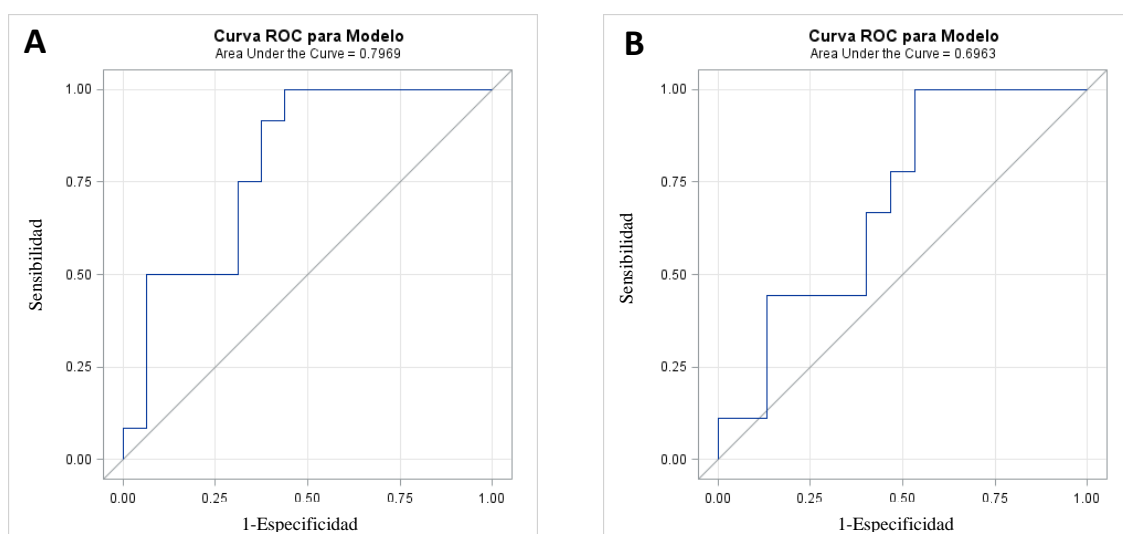 A
Curva ROC para Modelo
Area Under the Curve = 0.7969
1.00
0.75
0.50
0.25
0.00
Sensibilidad
0.00 0.25 0.50 0.75 1.00
1-Especificidad
B
Curva ROC para Modelo
Area Under the Curve = 0.6963
1.00
0.75
0.50
0.25
0.00
Sensibilidad
0.00 0.25 0.50 0.75 1.00
1-Especificidad